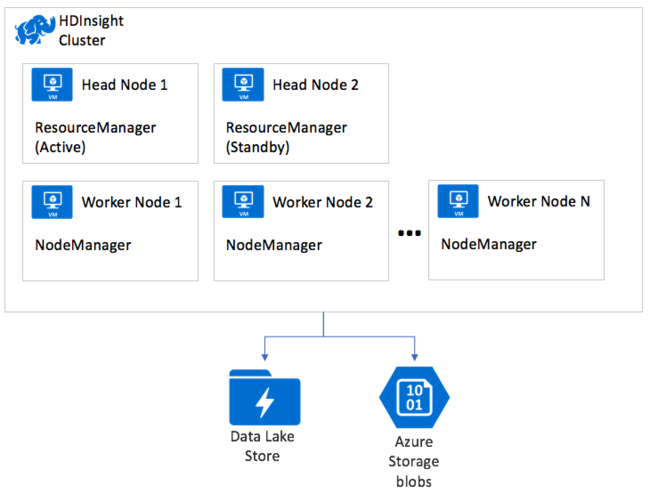 HDInsight
Cluster
VM
Head Node 1
ResourceManager
(Active)
VM
Head Node 2
ResourceManager
(Standby)
VM
Worker Node 1
NodeManager
VM
Worker Node 2
NodeManager
...
VM
Worker Node N
NodeManager
Data Lake
Store
10
01
Azure
Storage
blobs